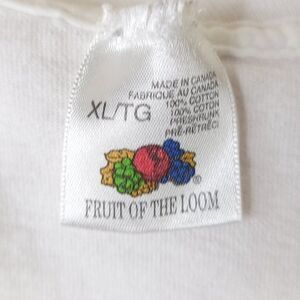 MADE IN CANADA
FABRIQUE AU CANADA
100% COTTON
100% COTON
PRESHRUNK
PRÉ-RÉTRÉCI
XL/TG
®
FRUIT OF THE LOOM